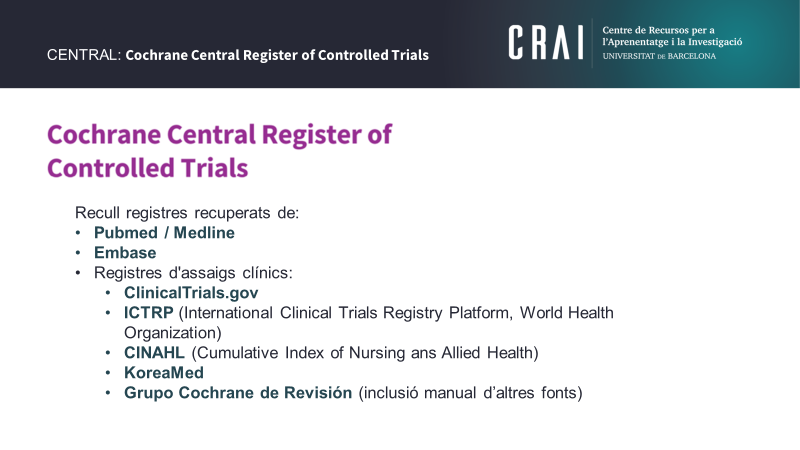 CENTRAL: Cochrane Central Register of Controlled Trials
CRAI
Centre de Recursos per a
l'Aprenentatge i la Investigació
UNIVERSITAT DE BARCELONA
Cochrane Central Register of
Controlled Trials
Recull registres recuperats de:
• Pubmed / Medline
• Embase
• Registres d'assaigs clínics:
• ClinicalTrials.gov
• ICTRP (International Clinical Trials Registry Platform, World Health
Organization)
• CINAHL (Cumulative Index of Nursing ans Allied Health)
• KoreaMed
• Grupo Cochrane de Revisión (inclusió manual d’altres fonts)